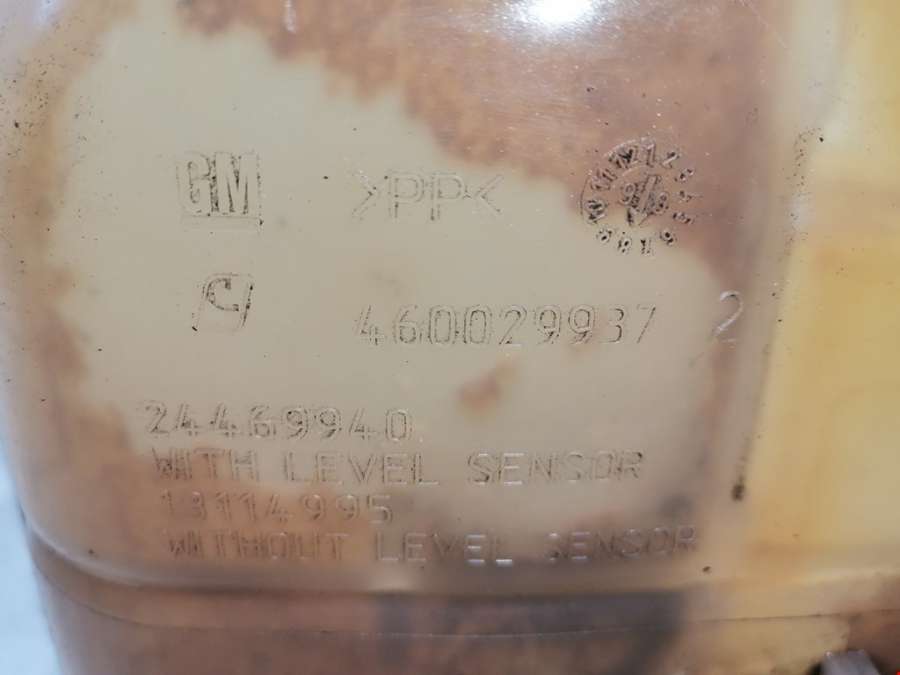 GM >PP<
460029937 2
24469940
WITH LEVEL SENSOR
13114995
WITHOUT LEVEL SENSOR